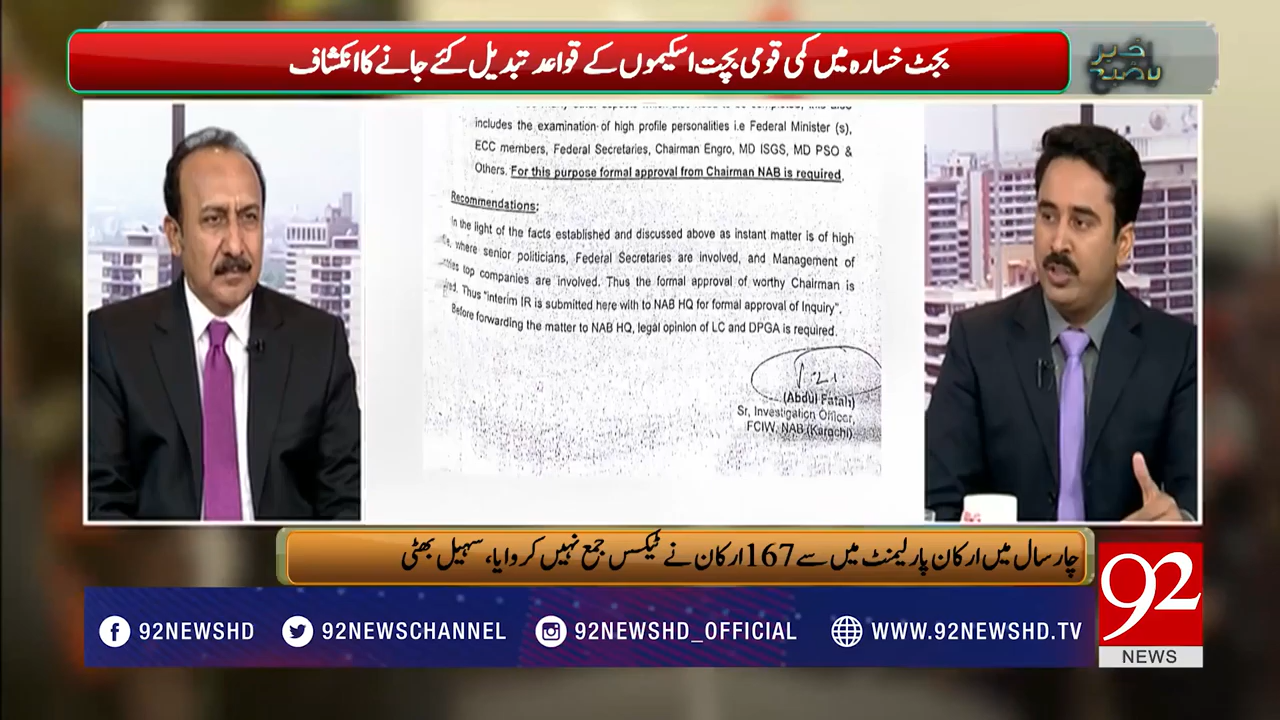 بجٹ خسارہ میں کمی قومی بچت اسکیموں کے قواعد تبدیل کئے جانے کا انکشاف
includes the examination of high profile personalities i.e Federal Minister (s),
ECC members, Federal Secretaries, Chairman Engro, MD ISGS, MD PSO &
Others. For this purpose formal approval from Chairman NAB is required.
Recommendations:
In the light of the facts established and discussed above as instant matter is of high
where senior politicians, Federal Secretaries are involved, and Management of
top companies are involved. Thus the formal approval of worthy Chairman is
Thus "Interim IR is submitted here with to NAB HQ for formal approval of Inquiry".
Before forwarding the matter to NAB HQ, legal opinion of LC and DPGA is required.
(Abdul Fatah)
Sr, Investigation Officer,
FCIW, NAB (Karachi)
چار سال میں ارکان پارلیمنٹ میں سے 167 ارکان نے ٹیکس جمع نہیں کروایا، سہیل بھٹی
92NEWSHD 92NEWSCHANNEL 92NEWSHD_OFFICIAL WWW.92NEWSHD.TV
92
NEWS